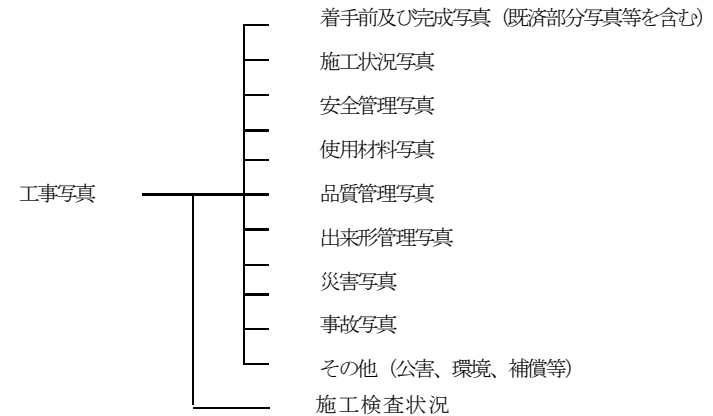 着手前及び完成写真（既済部分写真等を含む）
施工状況写真
安全管理写真
使用材料写真
工事写真
品質管理写真
出来形管理写真
災害写真
事故写真
その他（公害、環境、補償等）
施工検査状況